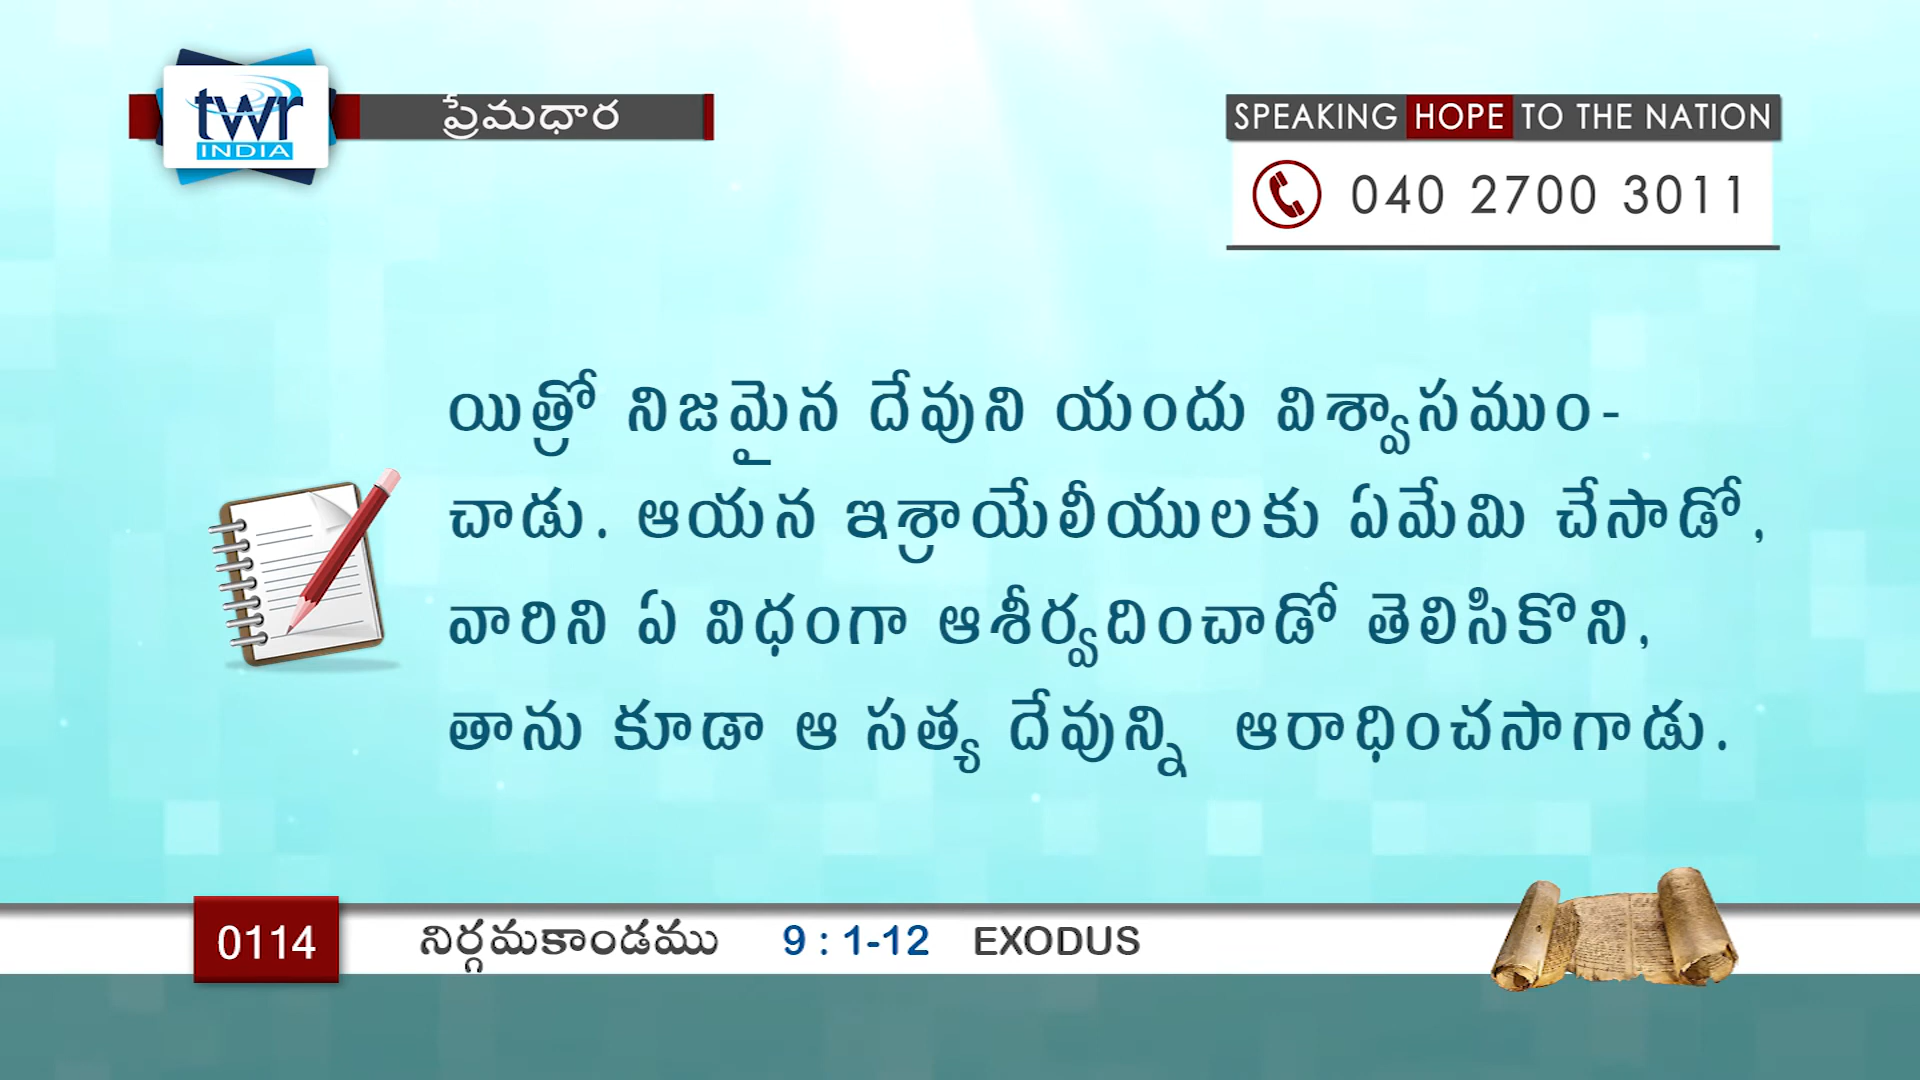 twr
INDIA
ప్రేమధార
SPEAKING HOPE TO THE NATION
040 2700 3011
యిత్రో నిజమైన దేవుని యందు విశ్వాసముం-
చాడు. ఆయన ఇశ్రాయేలీయులకు ఏమేమి చేసాడో,
వారిని ఏ విధంగా ఆశీర్వదించాడో తెలిసికొని,
తాను కూడా ఆ సత్య దేవున్ని ఆరాధించసాగాడు.
0114
నిర్గమకాండము 9 : 1-12 EXODUS